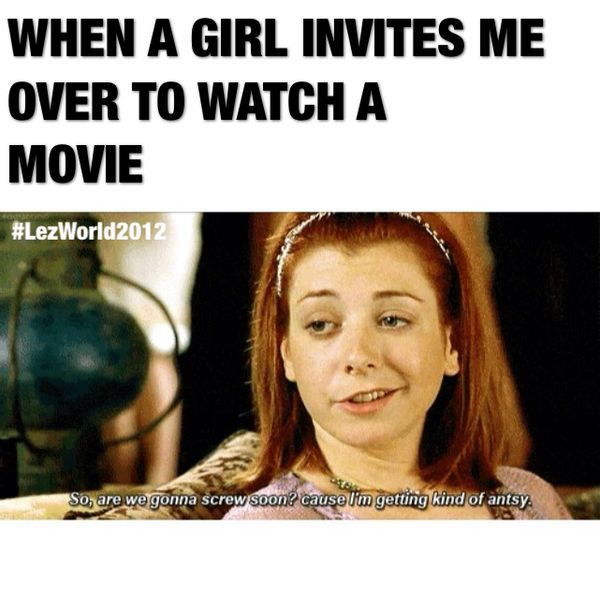 WHEN A GIRL INVITES ME
OVER TO WATCH A
MOVIE
#LezWorld2012
So, are we gonna screw soon? cause I'm getting kind of antsy.